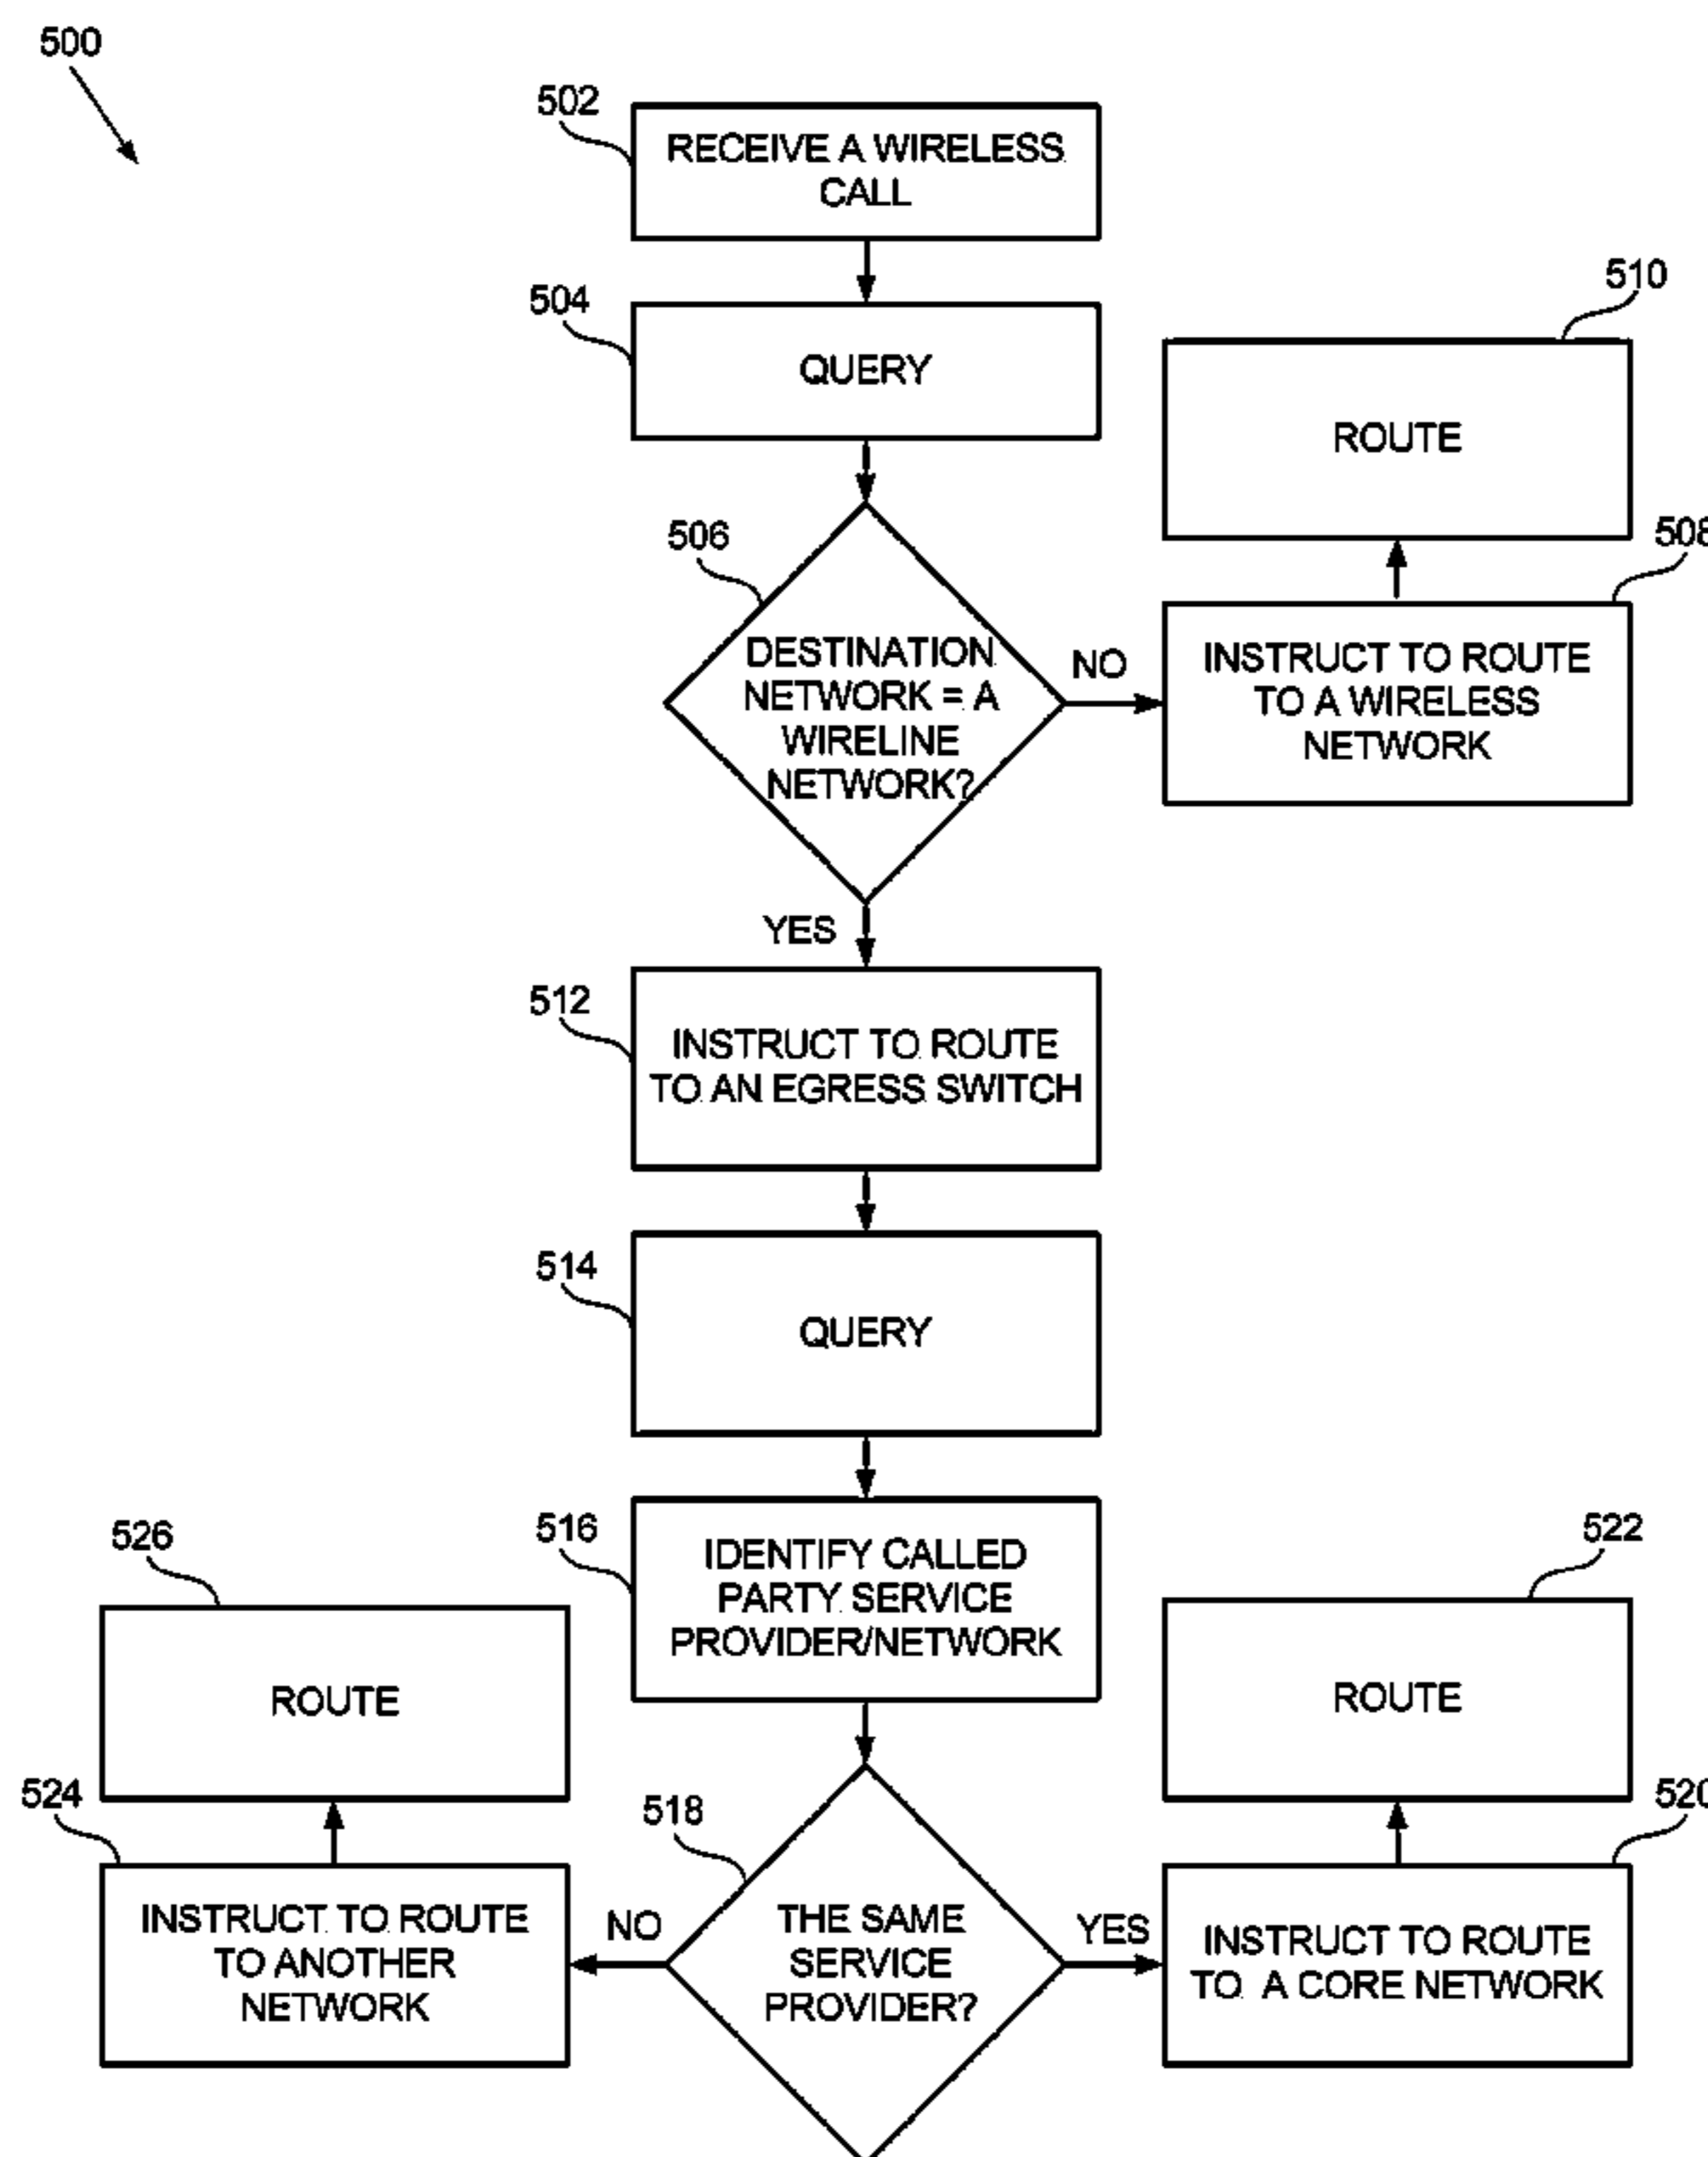 500
502
RECEIVE A WIRELESS
CALL
504
QUERY
510
ROUTE
506
DESTINATION
NETWORK = A
WIRELINE
NETWORK?
NO
508
INSTRUCT TO ROUTE
TO A WIRELESS
NETWORK
YES
512
INSTRUCT TO ROUTE
TO AN EGRESS SWITCH
514
QUERY
516
IDENTIFY CALLED
PARTY SERVICE
PROVIDER/NETWORK
526
ROUTE
522
ROUTE
524
INSTRUCT TO ROUTE
TO ANOTHER
NETWORK
NO
518
THE SAME
SERVICE
PROVIDER?
YES
520
INSTRUCT TO ROUTE
TO A CORE NETWORK